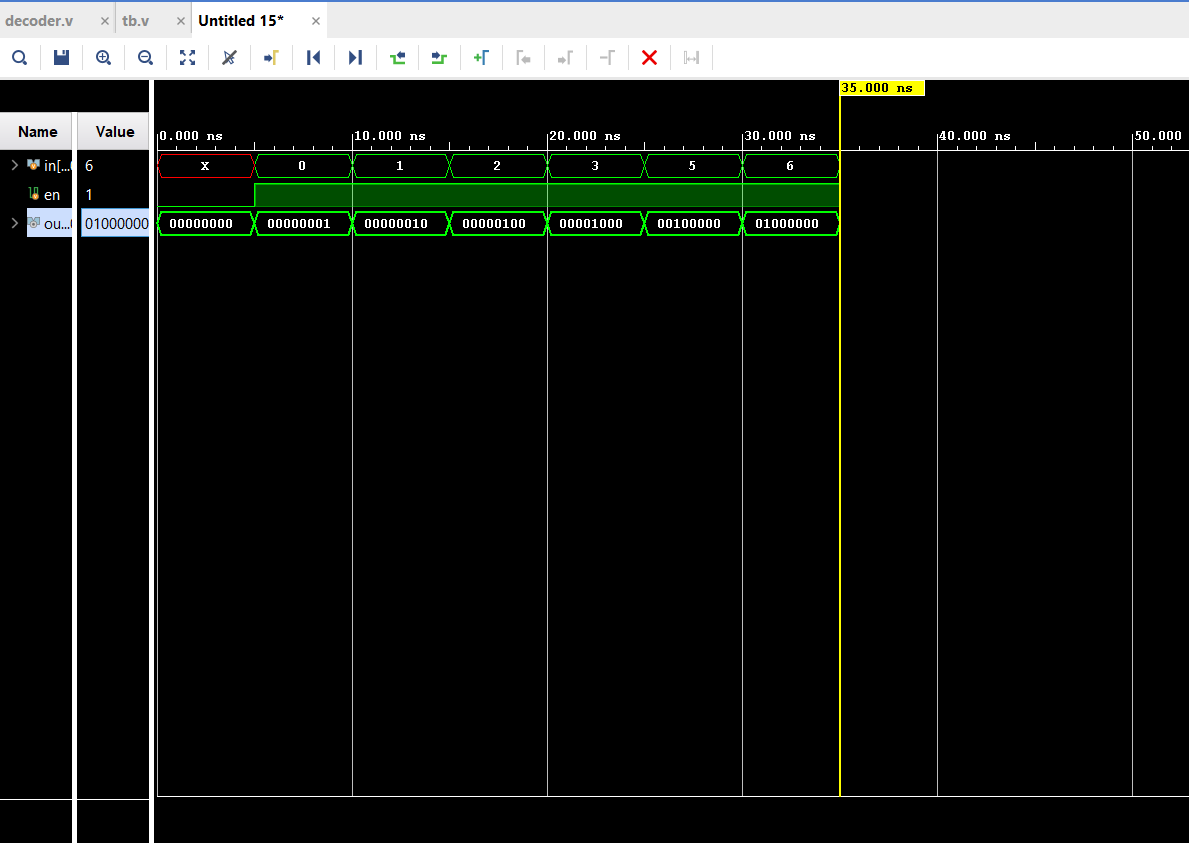 decoder.v × tb.v × Untitled 15* ×
35.000 ns
Name Value 0.000 ns 10.000 ns 20.000 ns 30.000 ns 40.000 ns 50.000
in[... 6 X 0 1 2 3 5 6
en 1
ou... 01000000 00000000 00000001 00000010 00000100 00001000 00100000 01000000